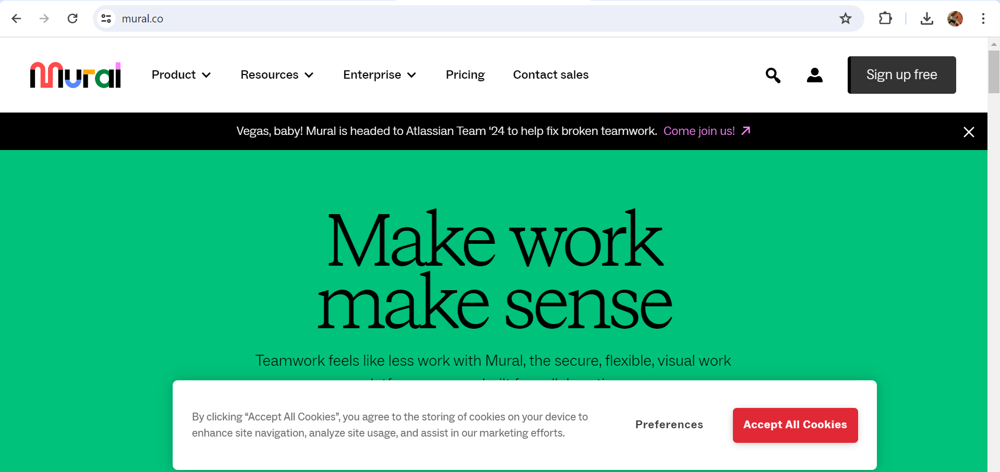 mural.co
Mural
Product
Resources
Enterprise
Pricing
Contact sales
Sign up free
Vegas, baby! Mural is headed to Atlassian Team ‘24 to help fix broken teamwork. Come join us!
Make work
make sense
Teamwork feels like less work with Mural, the secure, flexible, visual work
By clicking “Accept All Cookies”, you agree to the storing of cookies on your device to
enhance site navigation, analyze site usage, and assist in our marketing efforts.
Preferences
Accept All Cookies